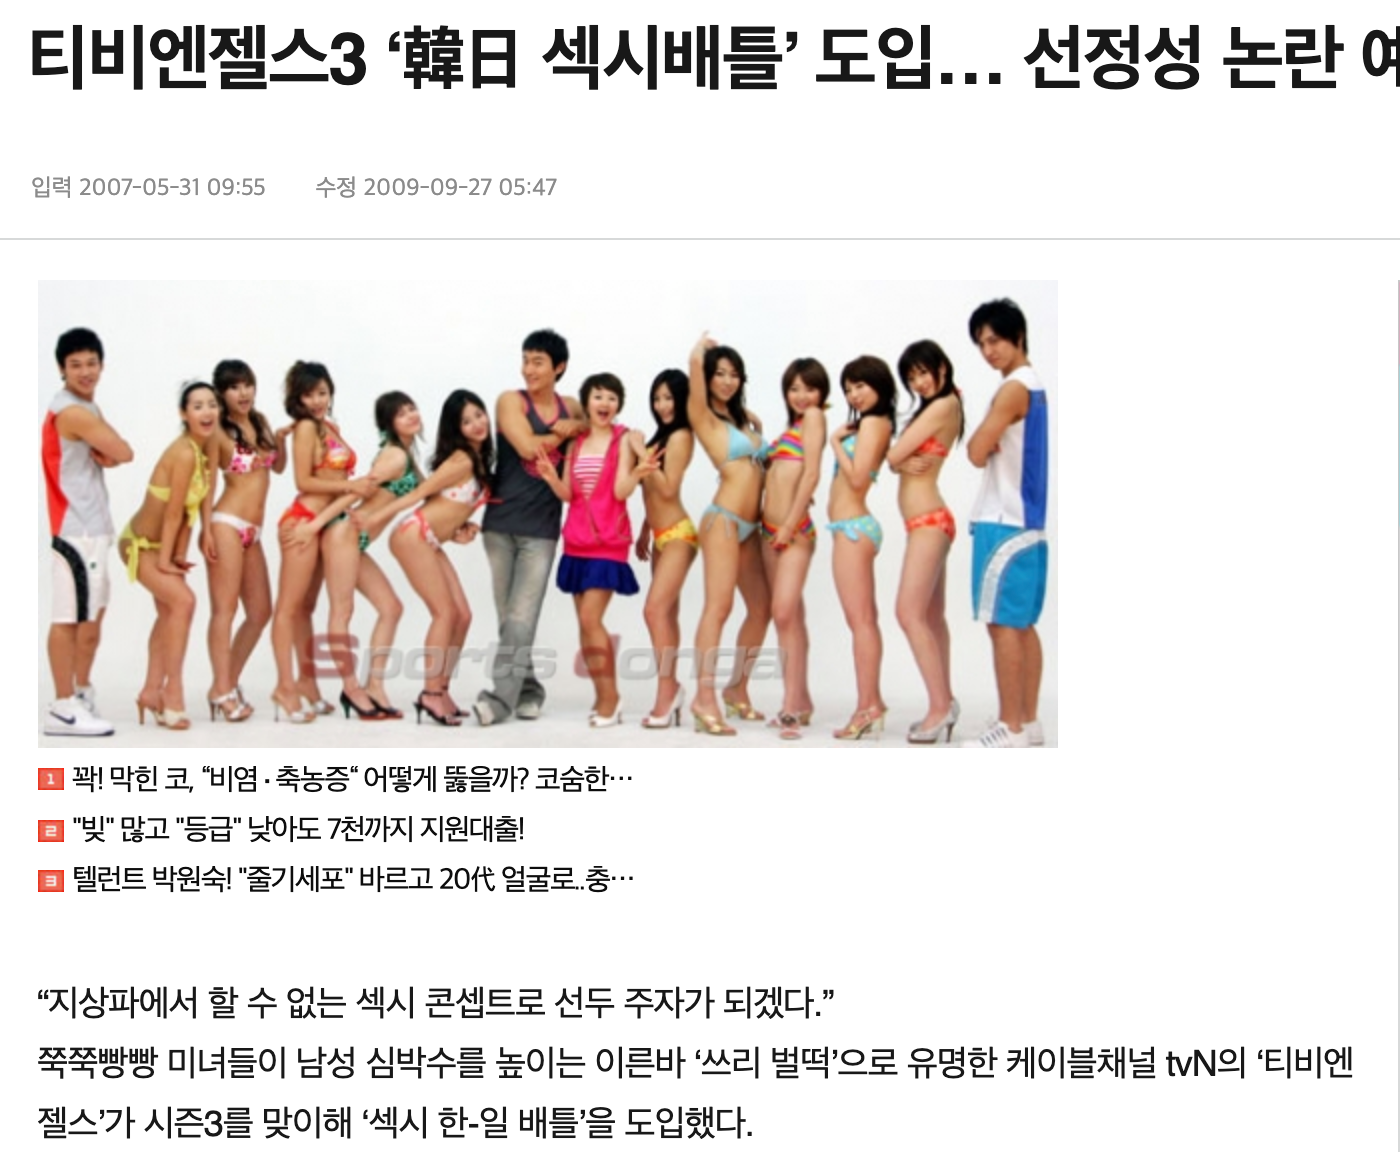 티비엔젤스3 ‘韓日 섹시배틀’ 도입… 선정성 논란
입력 2007-05-31 09:55 수정 2009-09-27 05:47
Sports donga
1 꽉! 막힌 코, “비염·축농증“ 어떻게 뚫을까? 코숨한…
2 "빚" 많고 "등급" 낮아도 7천까지 지원대출!
3 텔런트 박원숙! "줄기세포" 바르고 20代 얼굴로..충…
“지상파에서 할 수 없는 섹시 콘셉트로 선두 주자가 되겠다.”
쭉쭉빵빵 미녀들이 남성 심박수를 높이는 이른바 ‘쓰리 벌떡’으로 유명한 케이블채널 tvN의 ‘티비엔
젤스’가 시즌3를 맞이해 ‘섹시 한-일 배틀’을 도입했다.